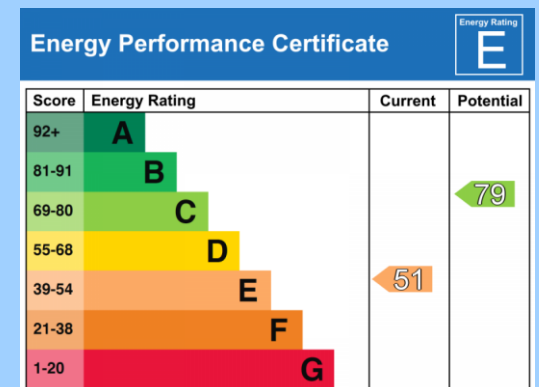 Energy Performance Certificate
Energy Rating
E
Score Energy Rating Current Potential
92+ A
81-91 B
79
69-80 C
55-68 D
39-54 E 51
21-38 F
1-20 G